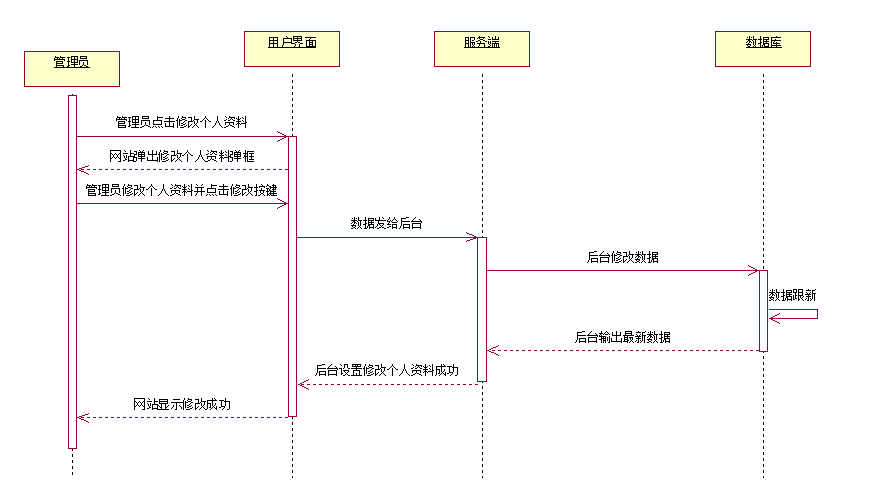 管理员
用户界面
服务端
数据库
管理员点击修改个人资料
网站弹出修改个人资料弹框
管理员修改个人资料并点击修改按键
数据发给后台
后台修改数据
数据跟新
后台输出最新数据
后台设置修改个人资料成功
网站显示修改成功